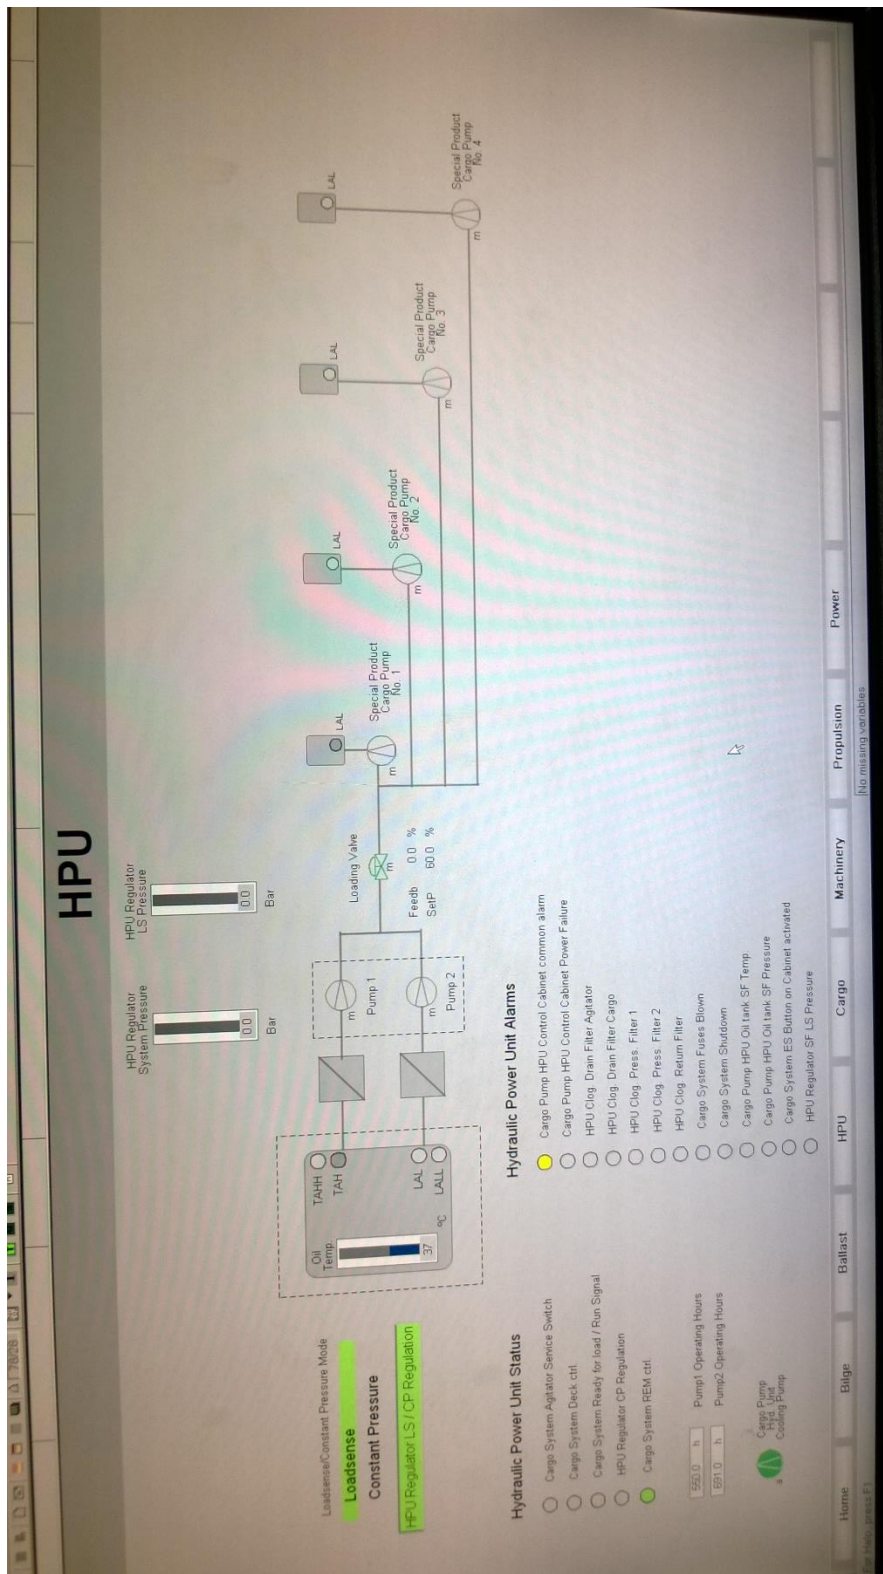 78/28
HPU
HPU Regulator
System Pressure
0.0
Bar
HPU Regulator
LS Pressure
0.0
Bar
Loadsense/Constant Pressure Mode
Loadsense
Constant Pressure
HPU Regulator LS / CP Regulation
Oil
Temp
37
ºC
TAHH
TAH
LAL
LALL
m
Pump 1
m
Pump 2
Loading Valve
m
Feedb 0.0 %
SetP 60.0 %
LAL
m
Special Product
Cargo Pump
No. 1
LAL
m
Special Product
Cargo Pump
No. 2
LAL
m
Special Product
Cargo Pump
No. 3
LAL
m
Special Product
Cargo Pump
No. 4
Hydraulic Power Unit Status
Cargo System Agitator Service Switch
Cargo System Deck ctrl
Cargo System Ready for load / Run Signal
HPU Regulator CP Regulation
Cargo System REM ctrl
550.0 h Pump1 Operating Hours
691.0 h Pump2 Operating Hours
a
Cargo Pump
Hyd. Unit
Cooling Pump
Hydraulic Power Unit Alarms
Cargo Pump HPU Control Cabinet common alarm
Cargo Pump HPU Control Cabinet Power Failure
HPU Clog. Drain Filter Agitator
HPU Clog. Drain Filter Cargo
HPU Clog. Press. Filter 1
HPU Clog. Press. Filter 2
HPU Clog. Return Filter
Cargo System Fuses Blown
Cargo System Shutdown
Cargo Pump HPU Oil tank SF Temp.
Cargo Pump HPU Oil tank SF Pressure
Cargo System ES Button on Cabinet activated
HPU Regulator SF LS Pressure
Home
Bilge
Ballast
HPU
Cargo
Machinery
Propulsion
Power
For Help, press F1
No missing variables